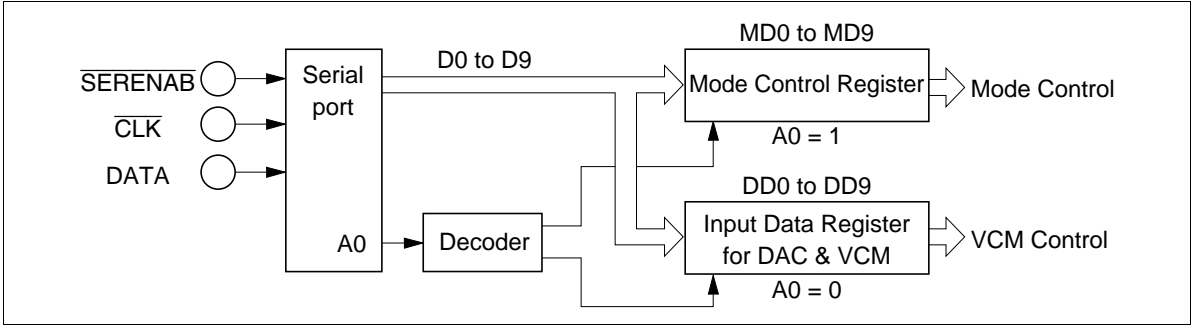 SERENAB
CLK
DATA
Serial
port
A0
D0 to D9
Decoder
MD0 to MD9
Mode Control Register
A0 = 1
Mode Control
DD0 to DD9
Input Data Register
for DAC & VCM
A0 = 0
VCM Control